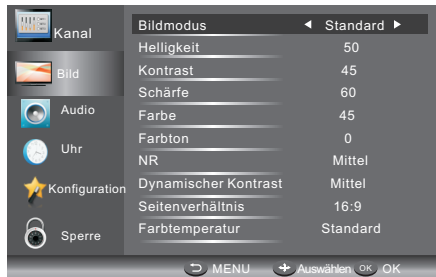 Kanal
Bild
Audio
Uhr
Konfiguration
Sperre
Bildmodus Standard
Helligkeit 50
Kontrast 45
Schärfe 60
Farbe 45
Farbton 0
NR Mittel
Dynamischer Kontrast Mittel
Seitenverhältnis 16:9
Farbtemperatur Standard
MENU Auswählen OK OK